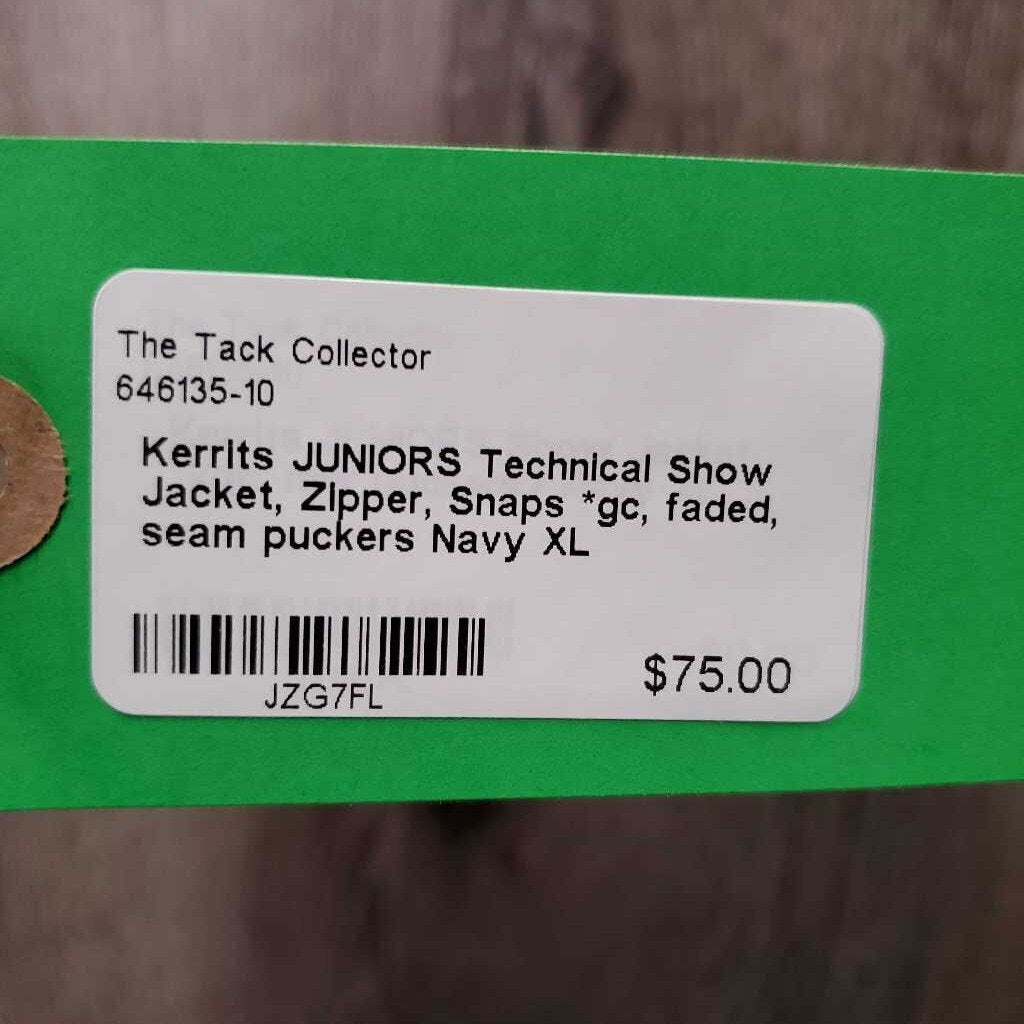 The Tack Collector
646135-10
Kerrits JUNIORS Technical Show
Jacket, Zipper, Snaps *gc, faded,
seam puckers Navy XL
JZG7FL
$75.00